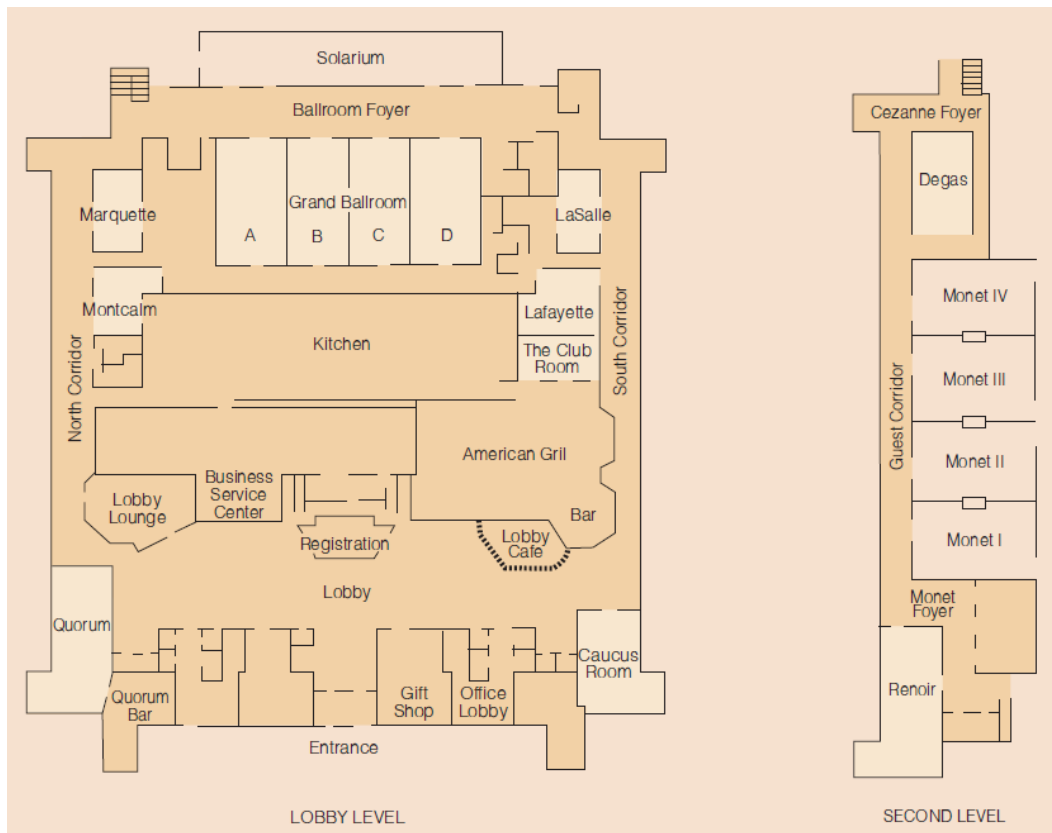 Solarium
Ballroom Foyer
Marquette
Grand Ballroom
A
B
C
D
LaSalle
Montcalm
Lafayette
Kitchen
The Club
Room
North Corridor
South Corridor
American Gril
Business
Service
Center
Lobby
Lounge
Bar
Registration
Lobby
Cafe
Lobby
Quorum
Caucus
Room
Quorum
Bar
Gift
Shop
Office
Lobby
Entrance
LOBBY LEVEL
Cezanne Foyer
Degas
Monet IV
Monet III
Guest Corridor
Monet II
Monet I
Monet
Foyer
Renoir
SECOND LEVEL